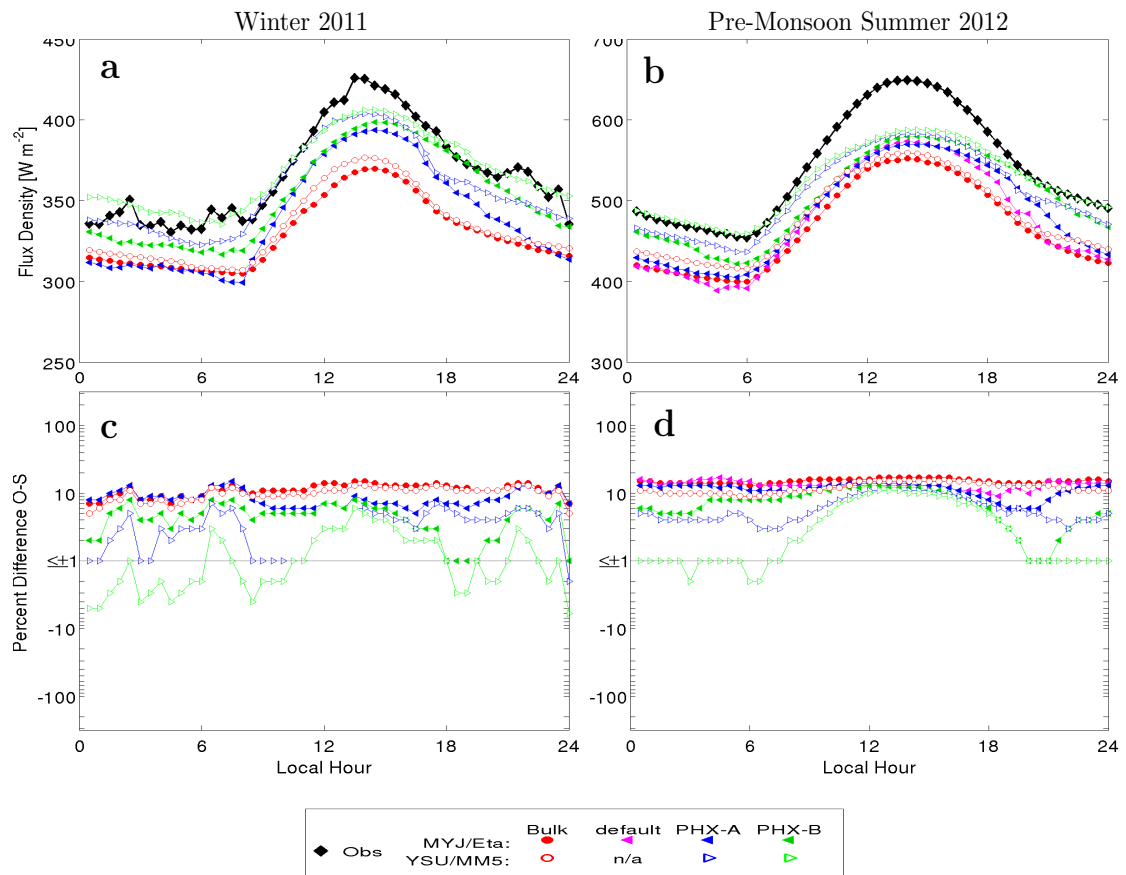 Winter 2011
Pre-Monsoon Summer 2012
450
400
350
300
250
Flux Density [W m-2]
a
0 6 12 18 24
700
600
500
400
300
b
0 6 12 18 24
100
10
≤±1
-10
-100
Percent Difference O-S
c
0 6 12 18 24
Local Hour
100
10
≤±1
-10
-100
d
0 6 12 18 24
Local Hour
Bulk default PHX-A PHX-B
Obs
MYJ/Eta:
YSU/MM5: n/a